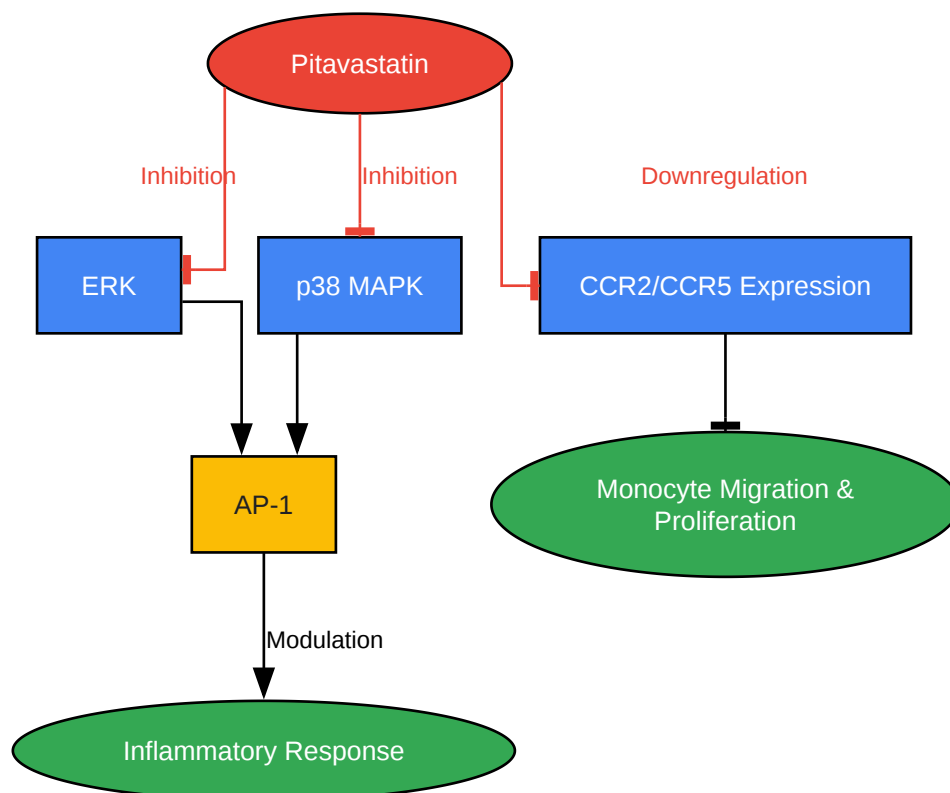 Pitavastatin
Inhibition
Inhibition
Downregulation
ERK
p38 MAPK
CCR2/CCR5 Expression
AP-1
Monocyte Migration &
Proliferation
Modulation
Inflammatory Response